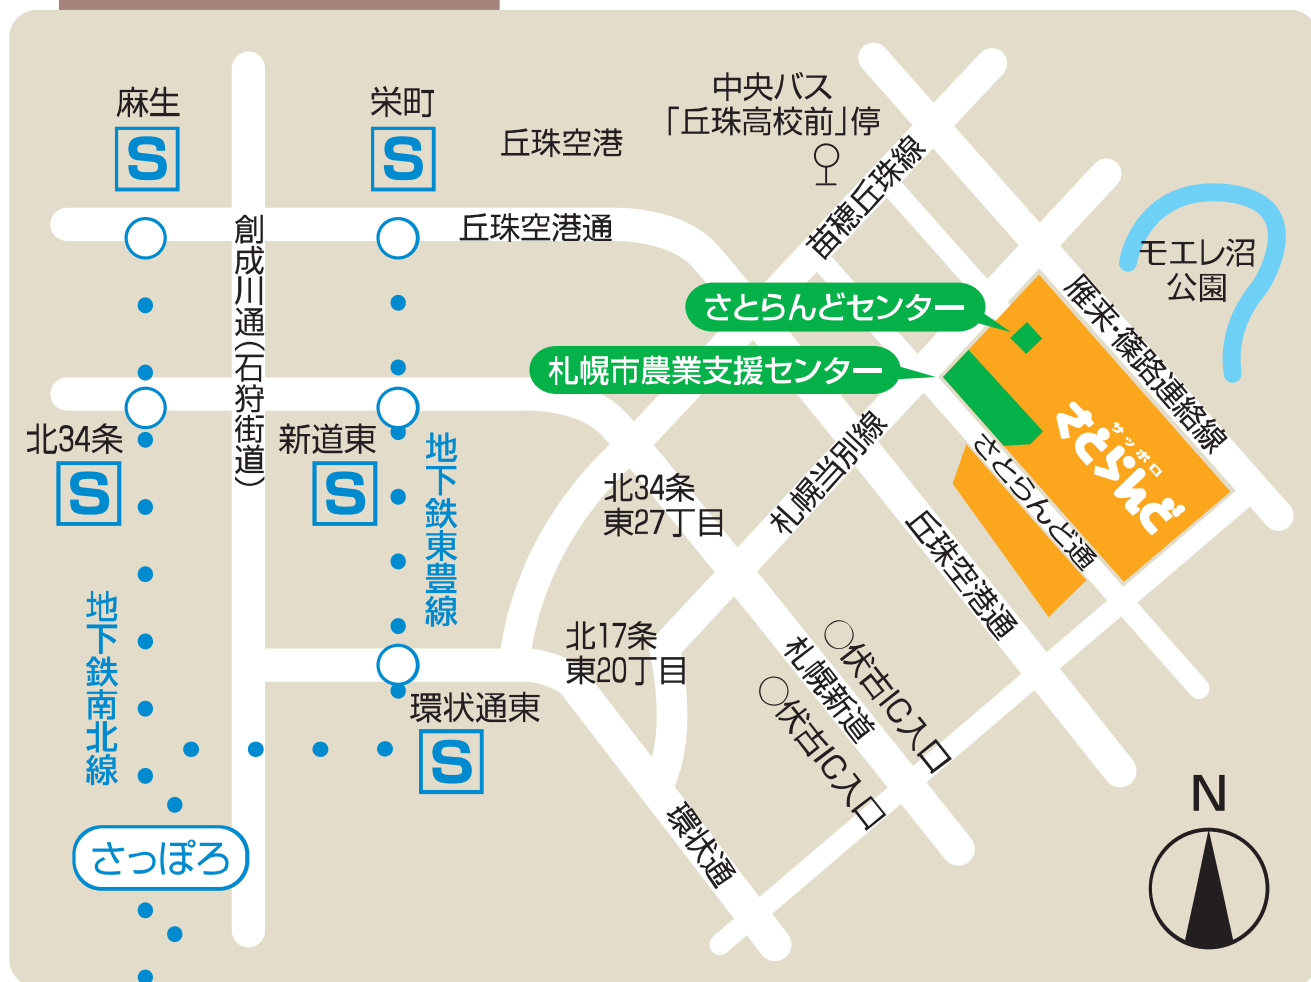 麻生
S
栄町
S
丘珠空港
中央バス
「丘珠高校前」停
苗穂丘珠線
丘珠空港通
創成川通(石狩街道)
モエレ沼
公園
さとらんどセンター
札幌市農業支援センター
雁来・篠路連絡線
サッポロ
さとらんど
さとらんど通
北34条
S
新道東
S
地下鉄東豊線
北34条
東27丁目
札幌当別線
丘珠空港通
地下鉄南北線
北17条
東20丁目
札幌新道
○伏古IC入口
○伏古IC入口
環状通東
S
環状通
さっぽろ
N